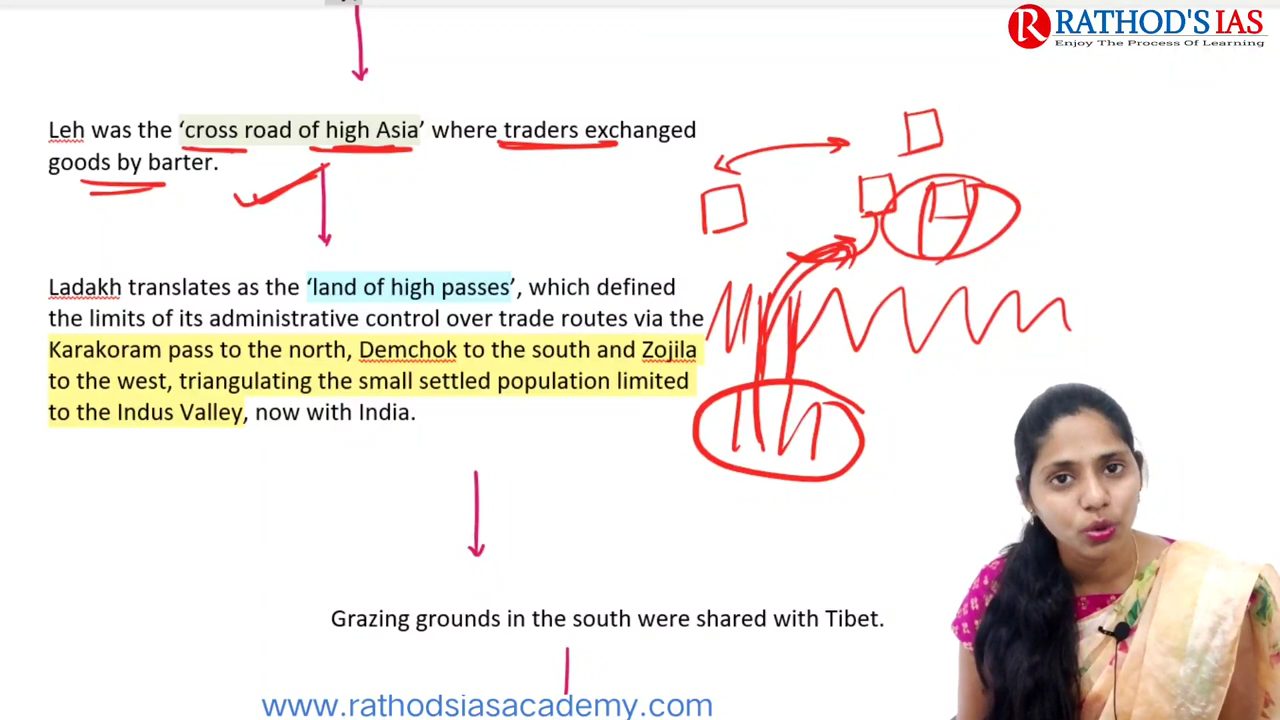 R RATHOD'S IAS
Enjoy The Process Of Learning
Leh was the ‘cross road of high Asia’ where traders exchanged
goods by barter.
Ladakh translates as the ‘land of high passes’, which defined
the limits of its administrative control over trade routes via the
Karakoram pass to the north, Demchok to the south and Zojila
to the west, triangulating the small settled population limited
to the Indus Valley, now with India.
Grazing grounds in the south were shared with Tibet.
www.rathodsiasacademy.com